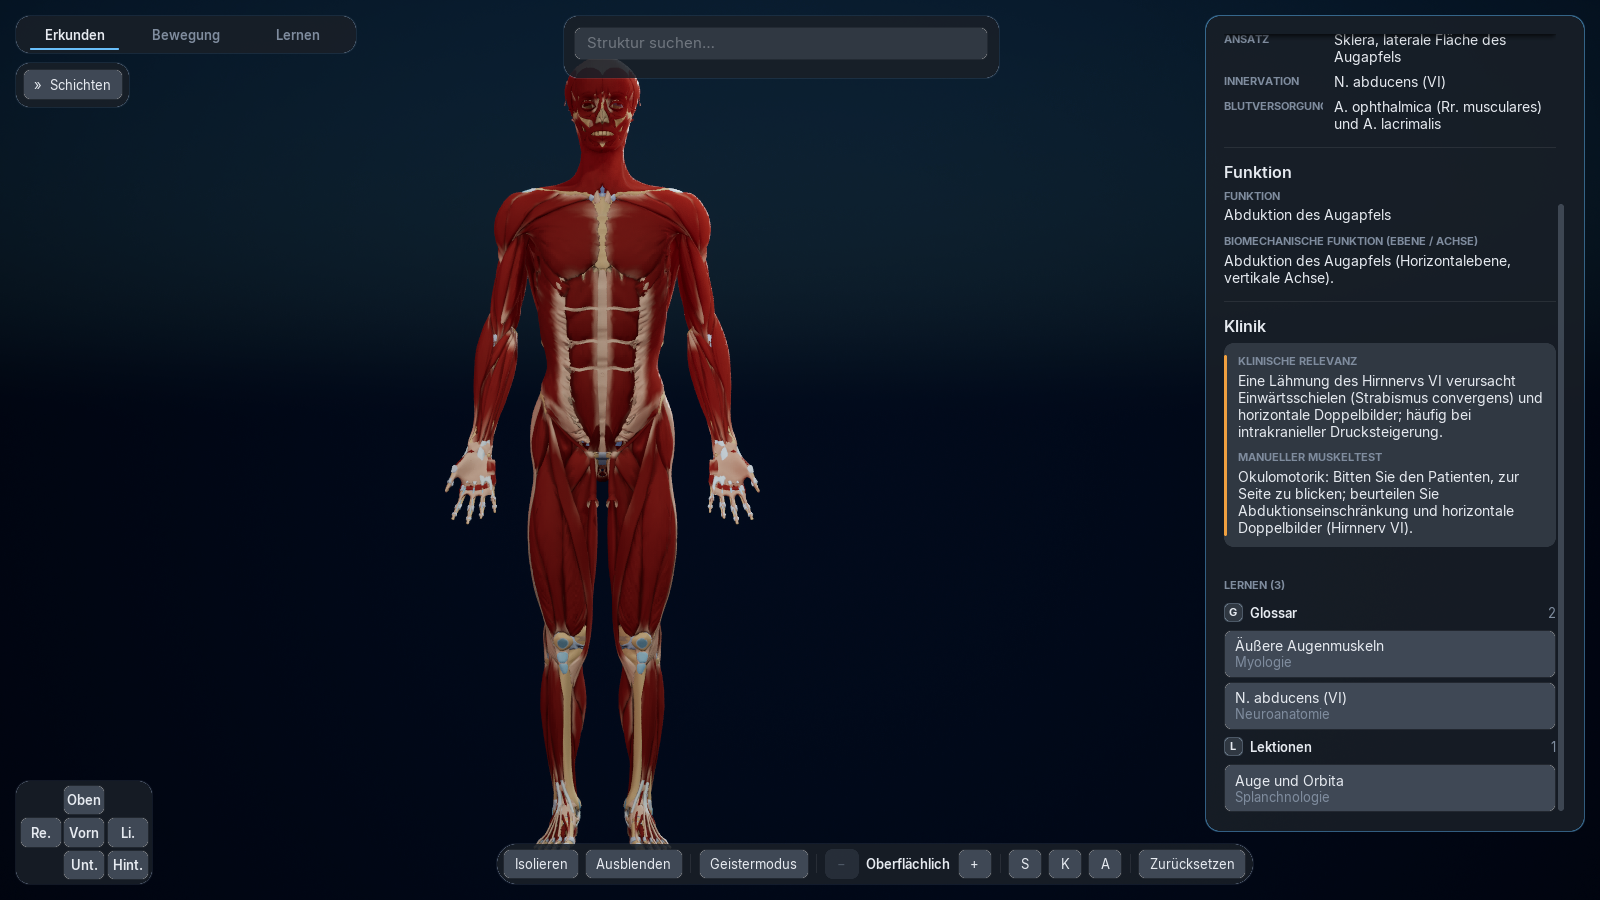 Erkunden
Bewegung
Lernen
» Schichten
Struktur suchen...
ANSATZ
Sklera, laterale Fläche des
Augapfels
INNERVATION
N. abducens (VI)
BLUTVERSORGUNG
A. ophthalmica (Rr. musculares)
und A. lacrimalis
Funktion
FUNKTION
Abduktion des Augapfels
BIOMECHANISCHE FUNKTION (EBENE / ACHSE)
Abduktion des Augapfels (Horizontalebene,
vertikale Achse).
Klinik
KLINISCHE RELEVANZ
Eine Lähmung des Hirnnervs VI verursacht
Einwärtsschielen (Strabismus convergens) und
horizontale Doppelbilder; häufig bei
intrakranieller Drucksteigerung.
MANUELLER MUSKELTEST
Okulomotorik: Bitten Sie den Patienten, zur
Seite zu blicken; beurteilen Sie
Abduktionseinschränkung und horizontale
Doppelbilder (Hirnnerv VI).
LERNEN (3)
G Glossar 2
Äußere Augenmuskeln
Myologie
N. abducens (VI)
Neuroanatomie
L Lektionen 1
Auge und Orbita
Splanchnologie
Oben
Re. Vorn Li.
Unt. Hint.
Isolieren Ausblenden Geistermodus − Oberflächlich + S K A Zurücksetzen